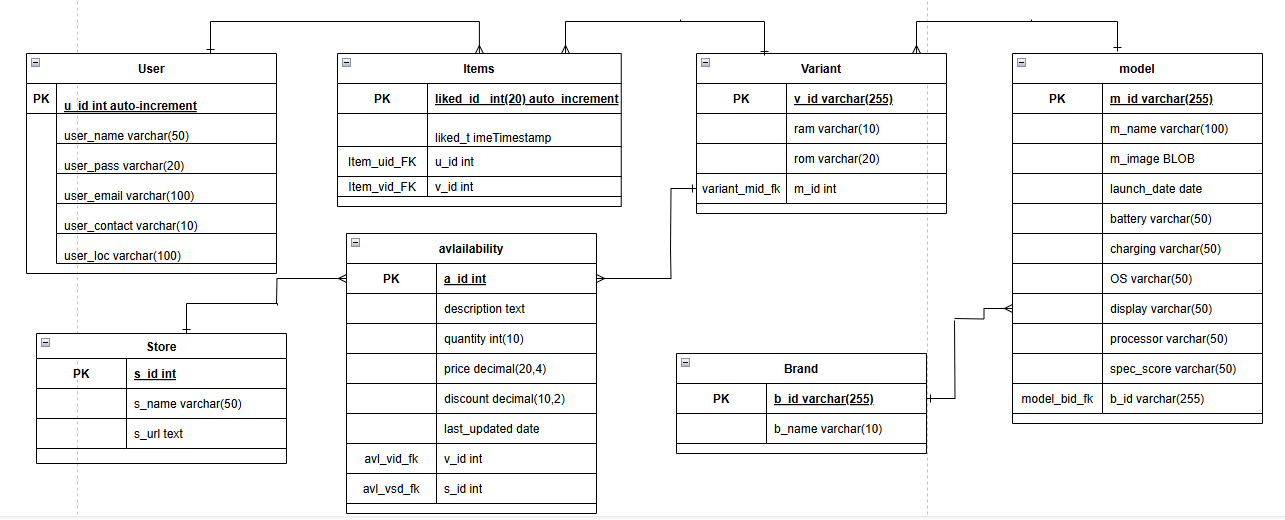 User
PK
u_id int auto-increment
user_name varchar(50)
user_pass varchar(20)
user_email varchar(100)
user_contact varchar(10)
user_loc varchar(100)
Items
PK liked_id_ int(20) auto_increment
liked_t imeTimestamp
Item_uid_FK u_id int
Item_vid_FK v_id int
Variant
PK v_id varchar(255)
ram varchar(10)
rom varchar(20)
variant_mid_fk m_id int
model
PK m_id varchar(255)
m_name varchar(100)
m_image BLOB
launch_date date
battery varchar(50)
charging varchar(50)
OS varchar(50)
display varchar(50)
processor varchar(50)
spec_score varchar(50)
model_bid_fk b_id varchar(255)
avlailability
PK a_id int
description text
quantity int(10)
price decimal(20,4)
discount decimal(10,2)
last_updated date
avl_vid_fk v_id int
avl_vsd_fk s_id int
Store
PK s_id int
s_name varchar(50)
s_url text
Brand
PK b_id varchar(255)
b_name varchar(10)